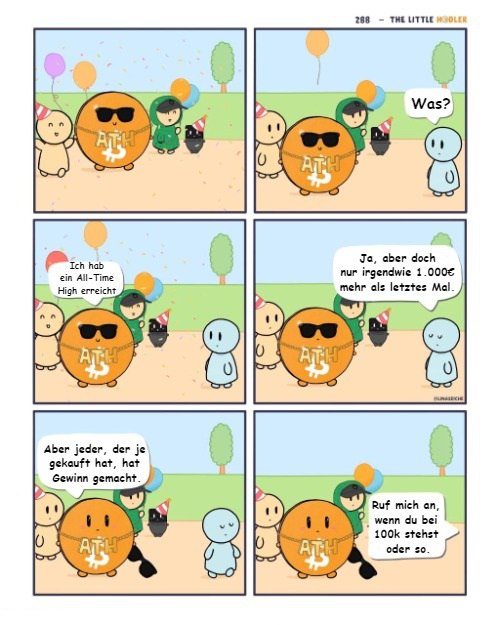 288 - THE LITTLE HODLER
ATH
Was?
ATH
Ich hab
ein All-Time
High erreicht
ATH
Ja, aber doch
nur irgendwie 1.000€
mehr als letztes Mal.
ATH
Aber jeder, der je
gekauft hat, hat
Gewinn gemacht.
ATH
Ruf mich an,
wenn du bei
100k stehst
oder so.
ATH